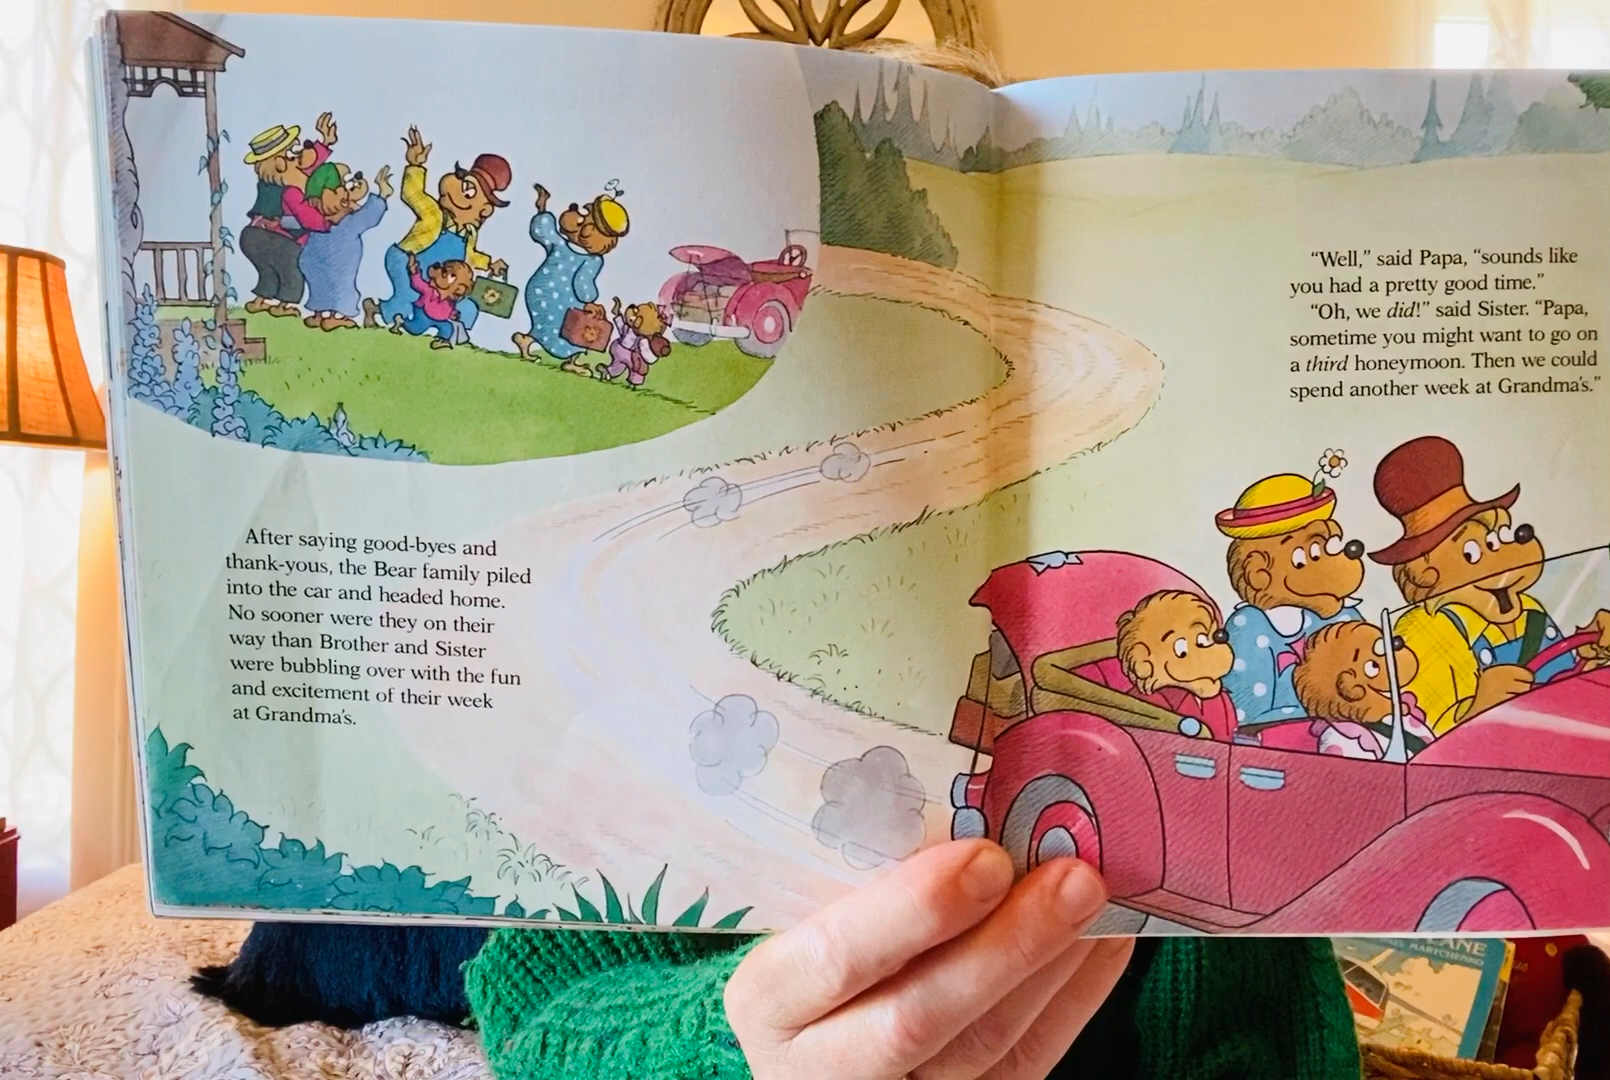 After saying good-byes and
thank-yous, the Bear family piled
into the car and headed home.
No sooner were they on their
way than Brother and Sister
were bubbling over with the fun
and excitement of their week
at Grandma's.
“Well,” said Papa, “sounds like
you had a pretty good time.”
“Oh, we did!” said Sister. “Papa,
sometime you might want to go on
a third honeymoon. Then we could
spend another week at Grandma's.”